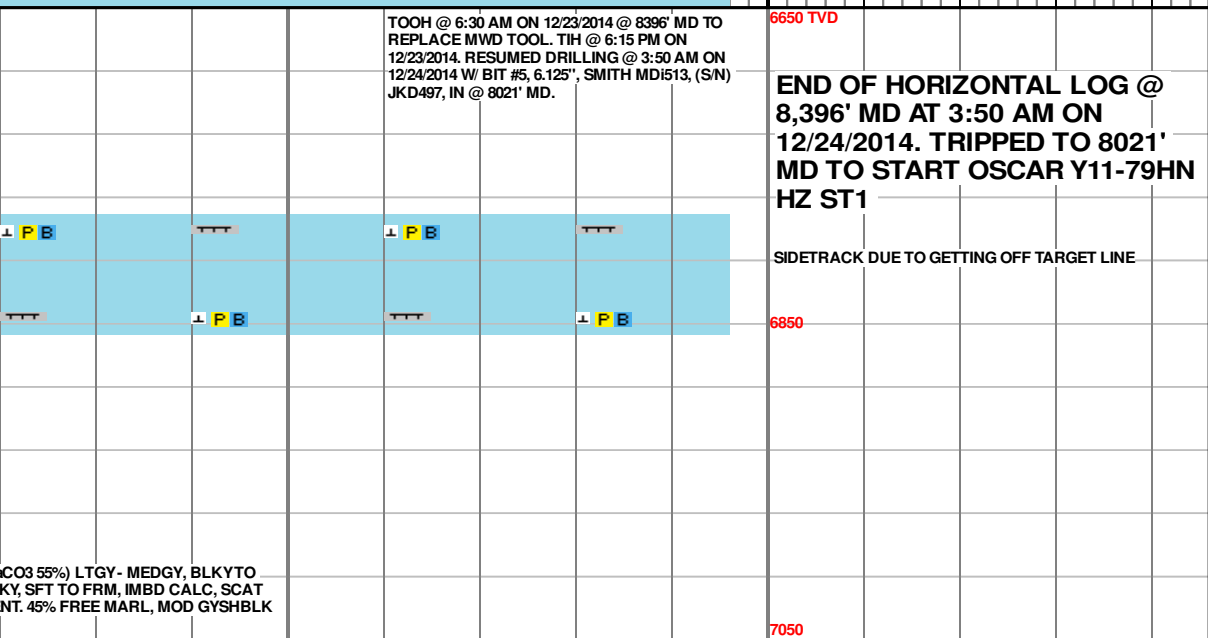 TOOH @ 6:30 AM ON 12/23/2014 @ 8396' MD TO
REPLACE MWD TOOL. TIH @ 6:15 PM ON
12/23/2014. RESUMED DRILLING @ 3:50 AM ON
12/24/2014 W/ BIT #5, 6.125", SMITH MDi513, (S/N)
JKD497, IN @ 8021' MD.
6650 TVD
END OF HORIZONTAL LOG @
8,396' MD AT 3:50 AM ON
12/24/2014. TRIPPED TO 8021'
MD TO START OSCAR Y11-79HN
HZ ST1
P B
P B
SIDETRACK DUE TO GETTING OFF TARGET LINE
P B
P B
6850
CO3 55%) LTGY- MEDGY, BLKYTO
KY, SFT TO FRM, IMBD CALC, SCAT
NT. 45% FREE MARL, MOD GYSHBLK
7050